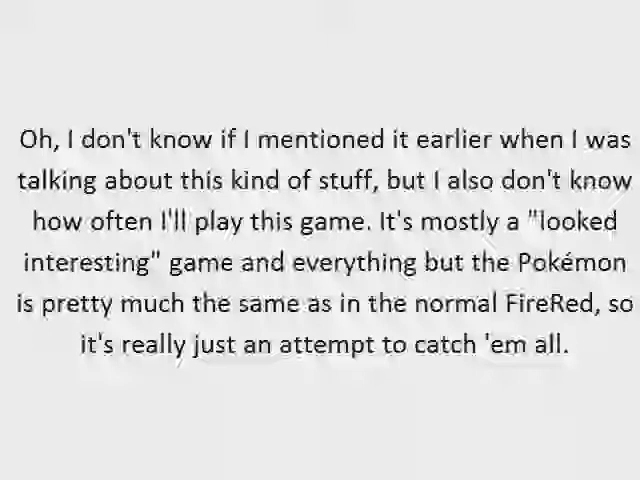 Oh, I don't know if I mentioned it earlier when I was
talking about this kind of stuff, but I also don't know
how often I'll play this game. It's mostly a "looked
interesting" game and everything but the Pokémon
is pretty much the same as in the normal FireRed, so
it's really just an attempt to catch 'em all.